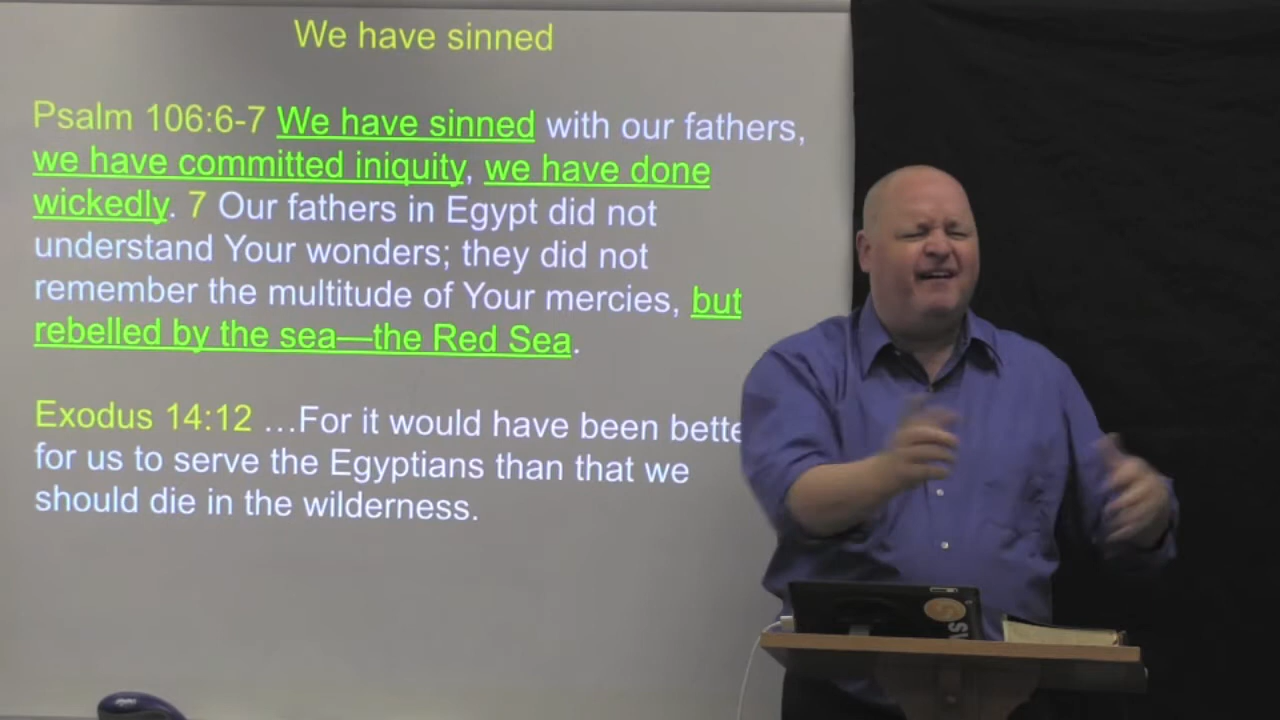 We have sinned
Psalm 106:6-7 We have sinned with our fathers,
we have committed iniquity, we have done
wickedly. 7 Our fathers in Egypt did not
understand Your wonders; they did not
remember the multitude of Your mercies, but
rebelled by the sea—the Red Sea.
Exodus 14:12 …For it would have been bette
for us to serve the Egyptians than that we
should die in the wilderness.